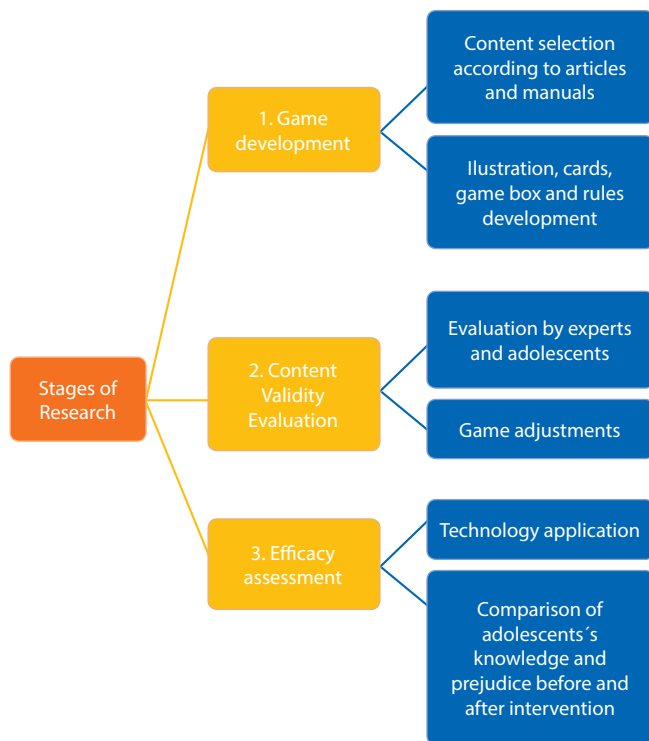 Stages of
Research
1. Game
development
Content selection
according to articles
and manuals
Ilustration, cards,
game box and rules
development
2. Content
Validity
Evaluation
Evaluation by experts
and adolescents
Game adjustments
3. Efficacy
assessment
Technology application
Comparison of
adolescents´s
knowledge and
prejudice before and
after intervention